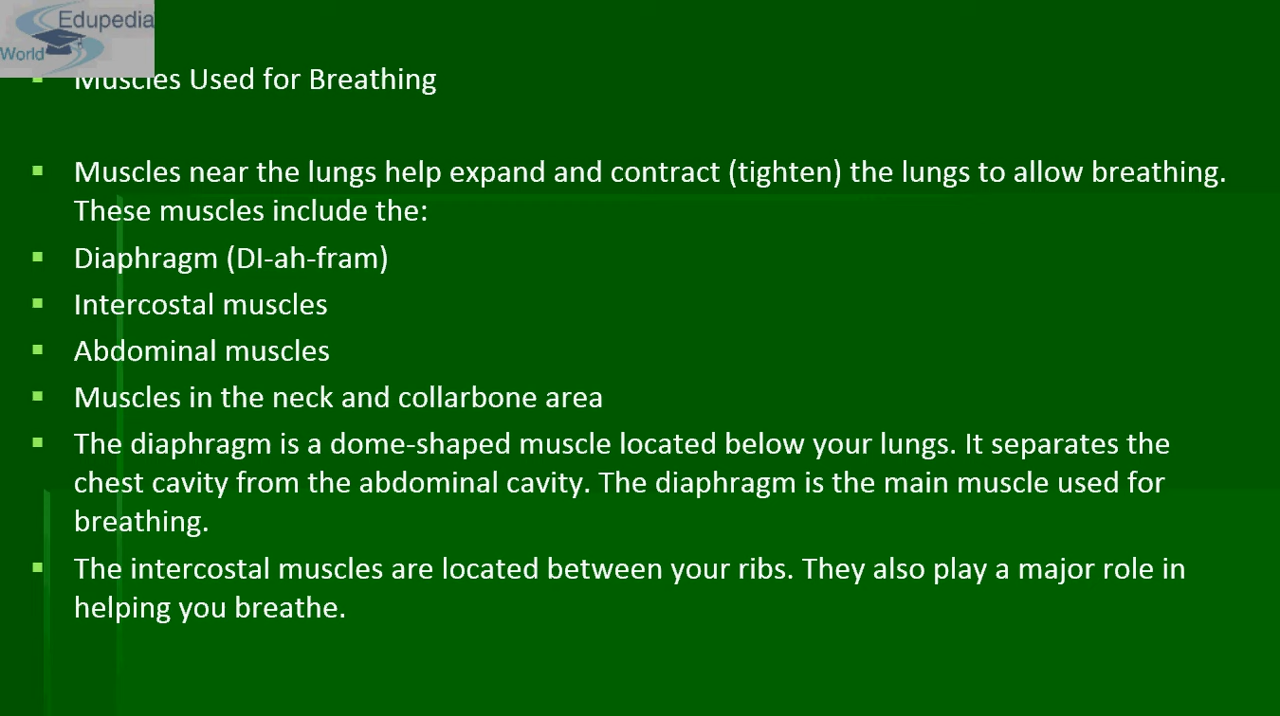 Edupedia
World
Muscles Used for Breathing
Muscles near the lungs help expand and contract (tighten) the lungs to allow breathing.
These muscles include the:
Diaphragm (DI-ah-fram)
Intercostal muscles
Abdominal muscles
Muscles in the neck and collarbone area
The diaphragm is a dome-shaped muscle located below your lungs. It separates the
chest cavity from the abdominal cavity. The diaphragm is the main muscle used for
breathing.
The intercostal muscles are located between your ribs. They also play a major role in
helping you breathe.